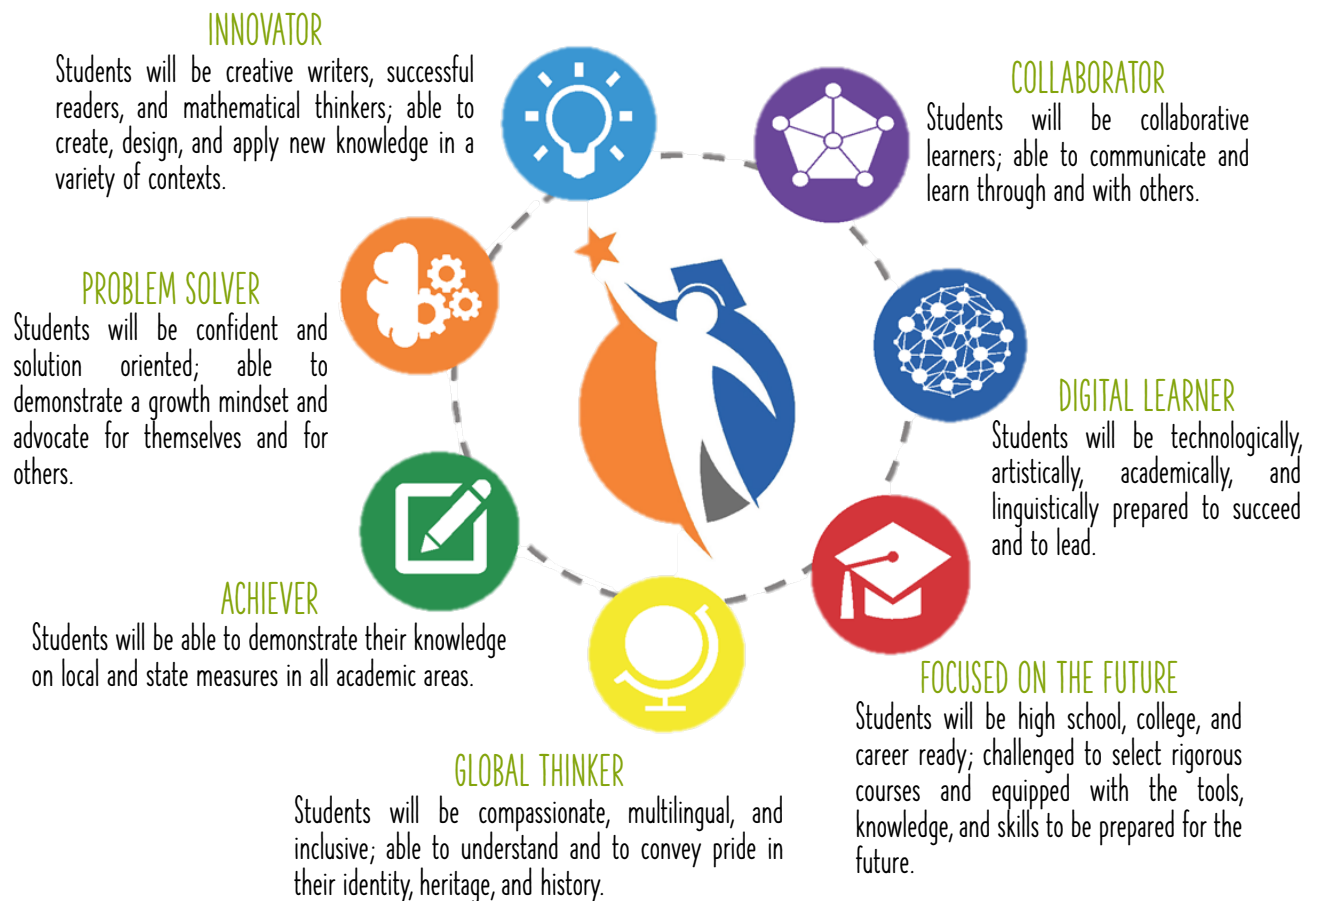 INNOVATOR
Students will be creative writers, successful
readers, and mathematical thinkers; able to
create, design, and apply new knowledge in a
variety of contexts.
COLLABORATOR
Students will be collaborative
learners; able to communicate and
learn through and with others.
PROBLEM SOLVER
Students will be confident and
solution oriented; able to
demonstrate a growth mindset and
advocate for themselves and for
others.
DIGITAL LEARNER
Students will be technologically,
artistically, academically, and
linguistically prepared to succeed
and to lead.
ACHIEVER
Students will be able to demonstrate their knowledge
on local and state measures in all academic areas.
FOCUSED ON THE FUTURE
Students will be high school, college, and
career ready; challenged to select rigorous
courses and equipped with the tools,
knowledge, and skills to be prepared for the
future.
GLOBAL THINKER
Students will be compassionate, multilingual, and
inclusive; able to understand and to convey pride in
their identity, heritage, and history.